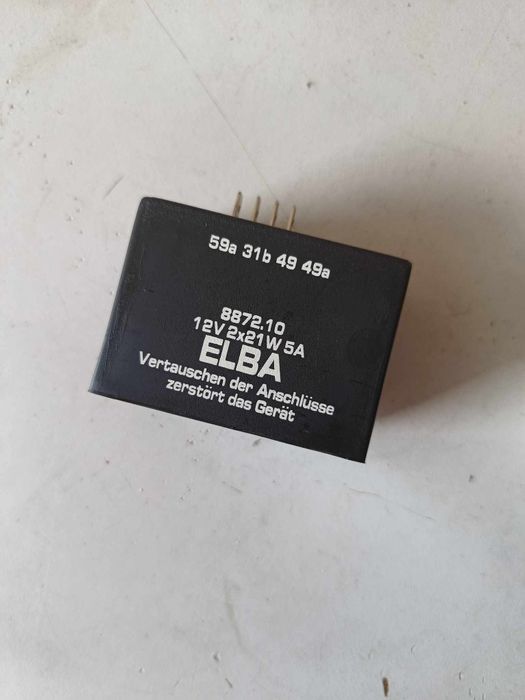 59a 31b 49 49a
8872.10
12V 2x21W 5A
ELBA
Vertauschen der Anschlüsse
zerstört das Gerät